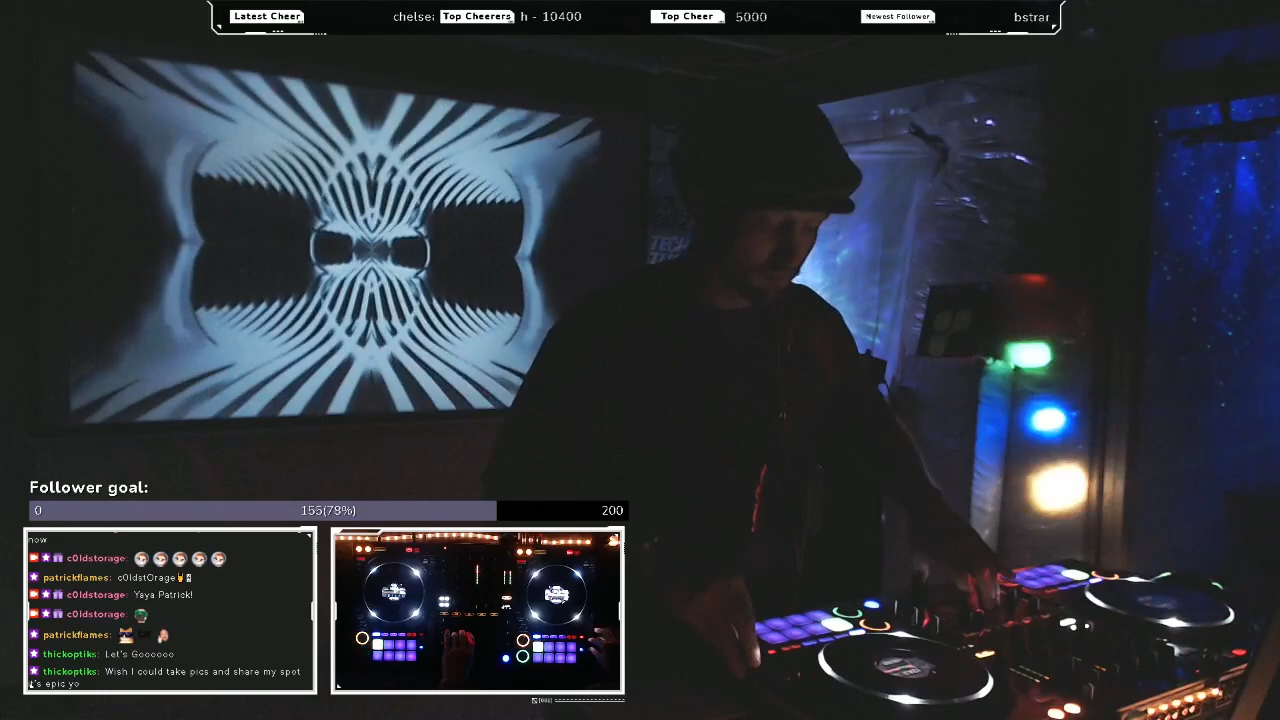 Latest Cheer
chelse
Top Cheerers
h - 10400
Top Cheer
5000
Newest Follower
bstrar
TECH
Follower goal:
0
155(79%)
200
now
c0ldstorage:
patrickflames: c0ldstOrage
c0ldstorage: Yaya Patrick!
c0ldstorage:
patrickflames:
thickoptiks: Let's Goooooo
thickoptiks: Wish I could take pics and share my spot
t's epic yo